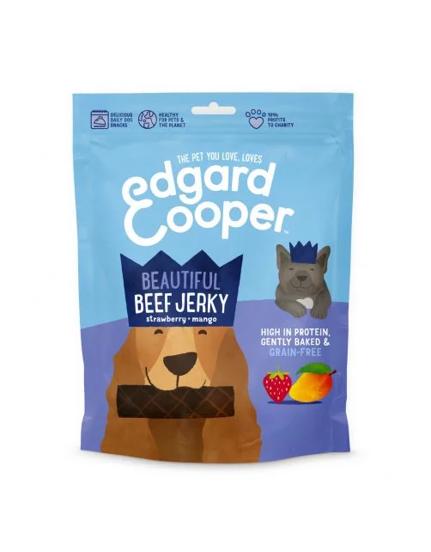 DELICIOUS
DAILY DOG
SNACKS
HEALTHY
FOR PETS &
THE PLANET
10%
PROFITS
TO CHARITY
THE PET YOU LOVE, LOVES
Edgard
Cooper™
BEAUTIFUL
BEEF JERKY
strawberry • mango
HIGH IN PROTEIN,
GENTLY BAKED &
GRAIN-FREE